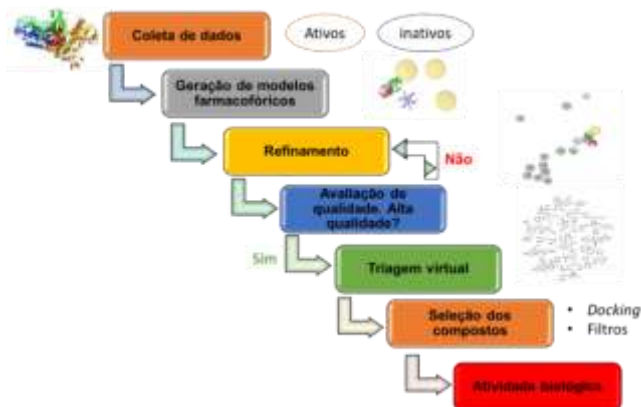 Coleta de dados
Ativos
Inativos
Geração de modelos
farmacofóricos
Refinamento
Não
Avaliação de
qualidade. Alta
qualidade?
Sim
Triagem virtual
Seleção dos
compostos
• Docking
• Filtros
Atividade biológica